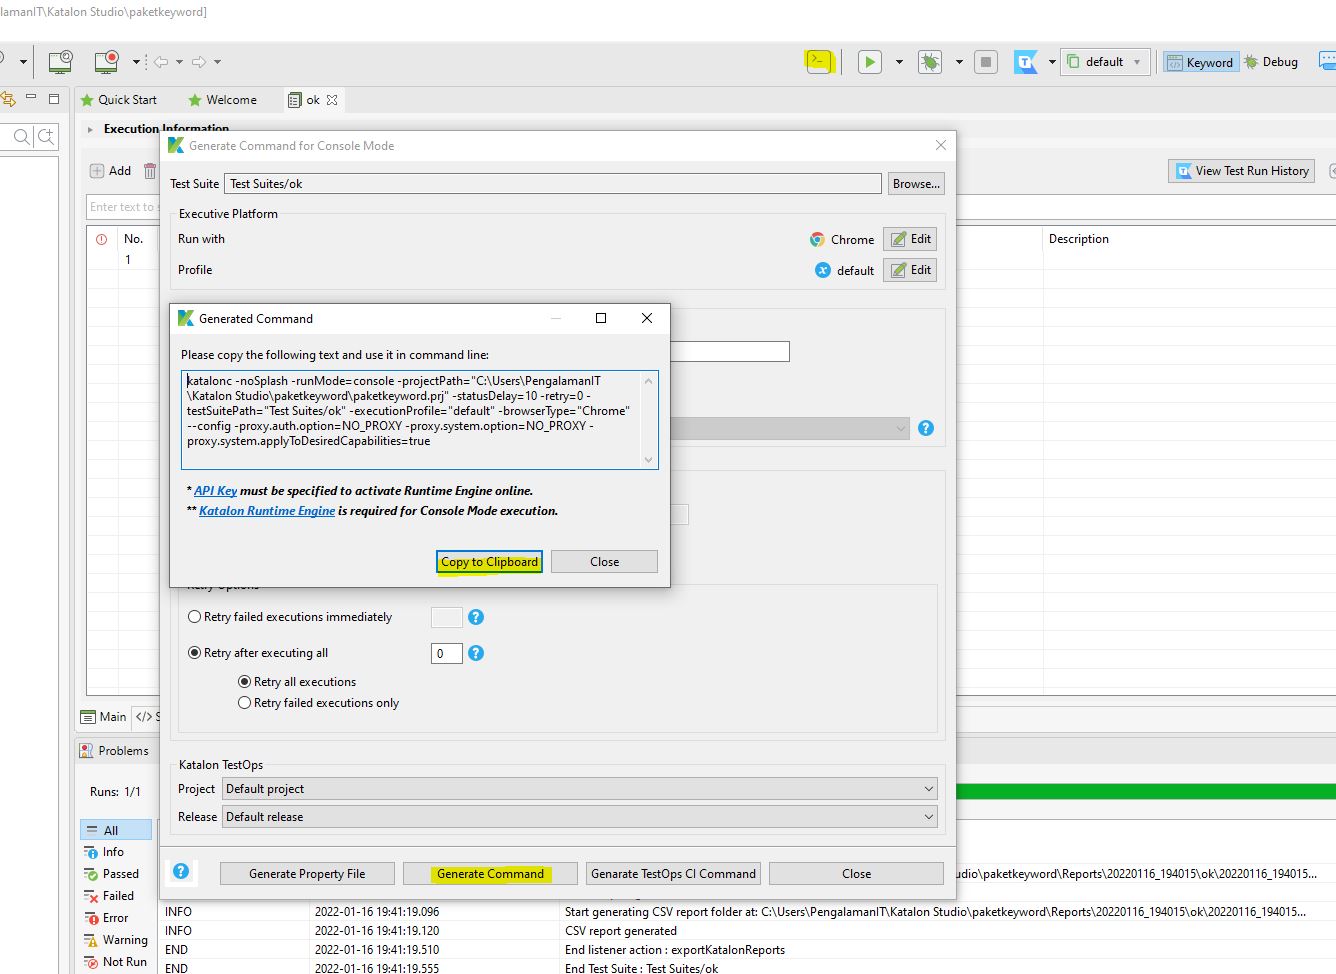 lamanIT\Katalon Studio\paketkeyword]
default
Keyword
Debug
Quick Start
Welcome
ok
Execution Information
Add
View Test Run History
Enter text to
No.
Description
1
Generate Command for Console Mode
Test Suite
Test Suites/ok
Browse...
Executive Platform
Run with
Chrome
Edit
Profile
default
Edit
Generated Command
Please copy the following text and use it in command line:
katalonc -noSplash -runMode=console -projectPath="C:\Users\PengalamanIT
\Katalon Studio\paketkeyword\paketkeyword.prj" -statusDelay=10 -retry=0 -
testSuitePath="Test Suites/ok" -executionProfile="default" -browserType="Chrome"
--config -proxy.auth.option=NO_PROXY -proxy.system.option=NO_PROXY -
proxy.system.applyToDesiredCapabilities=true
* API Key must be specified to activate Runtime Engine online.
** Katalon Runtime Engine is required for Console Mode execution.
Copy to Clipboard
Close
Retry Options
Retry failed executions immediately
Retry after executing all
0
Retry all executions
Retry failed executions only
Katalon TestOps
Project
Default project
Release
Default release
Generate Property File
Generate Command
Genarate TestOps CI Command
Close
Main
Problems
Runs: 1/1
All
Info
Passed
Failed
Error
Warning
Not Run
udio\paketkeyword\Reports\20220116_194015\ok\20220116_194015...
INFO 2022-01-16 19:41:19.096 Start generating CSV report folder at: C:\Users\PengalamanIT\Katalon Studio\paketkeyword\Reports\20220116_194015\ok\20220116_194015...
INFO 2022-01-16 19:41:19.120 CSV report generated
END 2022-01-16 19:41:19.510 End listener action : exportKatalonReports
END 2022-01-16 19:41:19.555 End Test Suite : Test Suites/ok